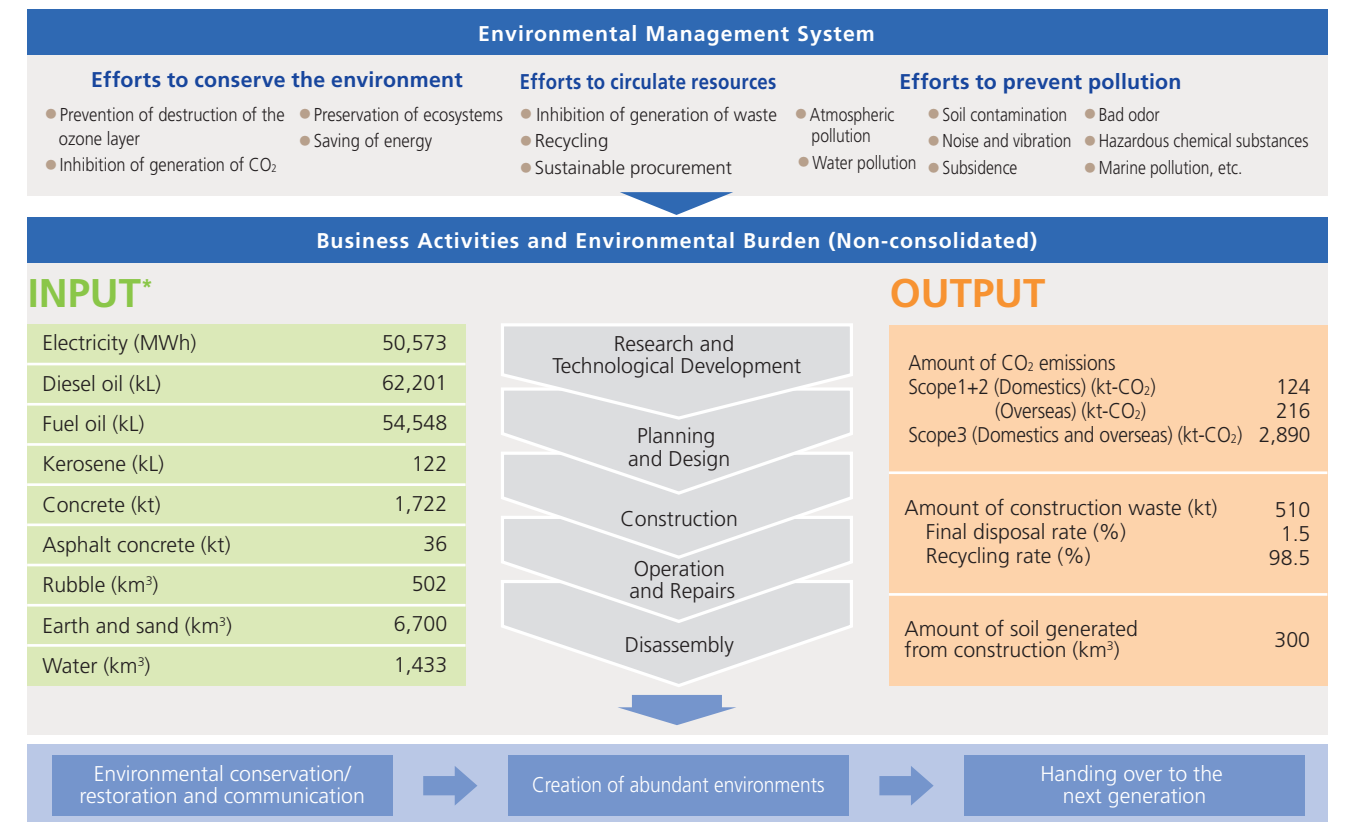 Environmental Management System
Efforts to conserve the environment
● Prevention of destruction of the
ozone layer
● Inhibition of generation of CO₂
● Preservation of ecosystems
● Saving of energy
Efforts to circulate resources
● Inhibition of generation of waste
● Recycling
● Sustainable procurement
Efforts to prevent pollution
● Atmospheric
pollution
● Water pollution
● Soil contamination
● Noise and vibration
● Subsidence
● Bad odor
● Hazardous chemical substances
● Marine pollution, etc.
Business Activities and Environmental Burden (Non-consolidated)
INPUT*
Electricity (MWh) 50,573
Diesel oil (kL) 62,201
Fuel oil (kL) 54,548
Kerosene (kL) 122
Concrete (kt) 1,722
Asphalt concrete (kt) 36
Rubble (km³) 502
Earth and sand (km³) 6,700
Water (km³) 1,433
Research and
Technological Development
Planning
and Design
Construction
Operation
and Repairs
Disassembly
OUTPUT
Amount of CO₂ emissions
Scope1+2 (Domestics) (kt-CO₂) 124
(Overseas) (kt-CO₂) 216
Scope3 (Domestics and overseas) (kt-CO₂) 2,890
Amount of construction waste (kt) 510
Final disposal rate (%) 1.5
Recycling rate (%) 98.5
Amount of soil generated
from construction (km³) 300
Environmental conservation/
restoration and communication
Creation of abundant environments
Handing over to the
next generation